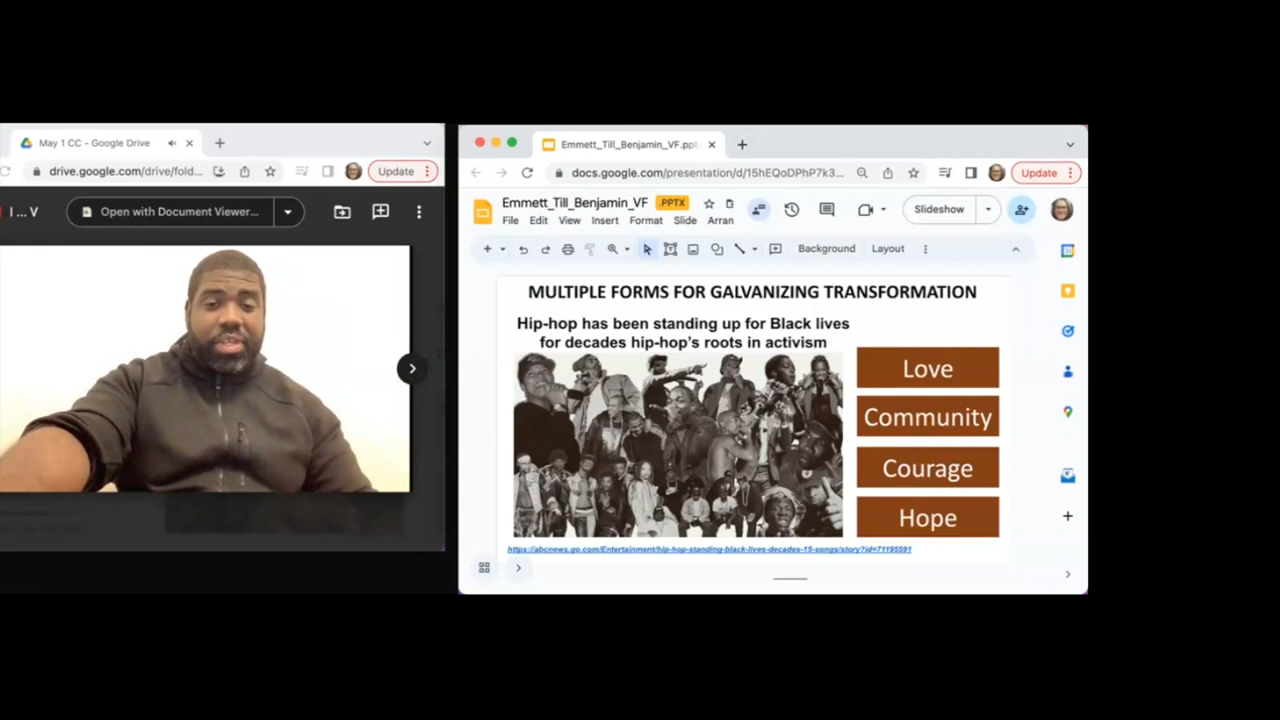 May 1 CC - Google Drive
drive.google.com/drive/fold...
Update
I ... V
Open with Document Viewer...
Emmett_Till_Benjamin_VF.ppt
docs.google.com/presentation/d/15hEQoDPhP7k3...
Update
Emmett_Till_Benjamin_VF
.PPTX
File Edit View Insert Format Slide Arran
Slideshow
Background Layout
MULTIPLE FORMS FOR GALVANIZING TRANSFORMATION
Hip-hop has been standing up for Black lives
for decades hip-hop's roots in activism
Love
Community
Courage
Hope
https://abcnews.go.com/Entertainment/hip-hop-standing-black-lives-decades-15-songs/story?id=71195591